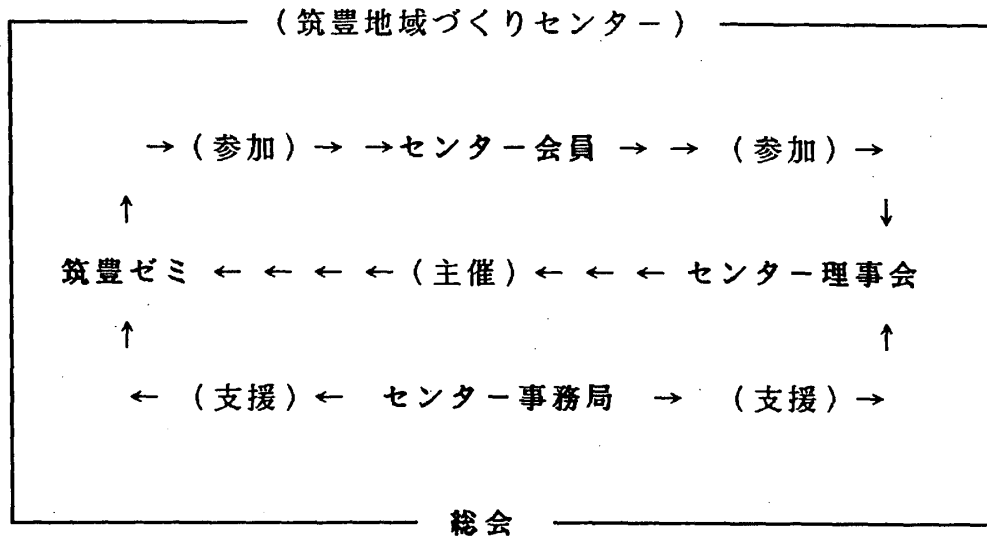 (筑豊地域づくりセンター)
→(参加)→ →センター会員 → → (参加)→
↑ ↓
筑豊ゼミ ← ← ← ←(主催)← ← ← センター理事会
↑ ↑
← (支援)← センター事務局 → (支援)→
総会